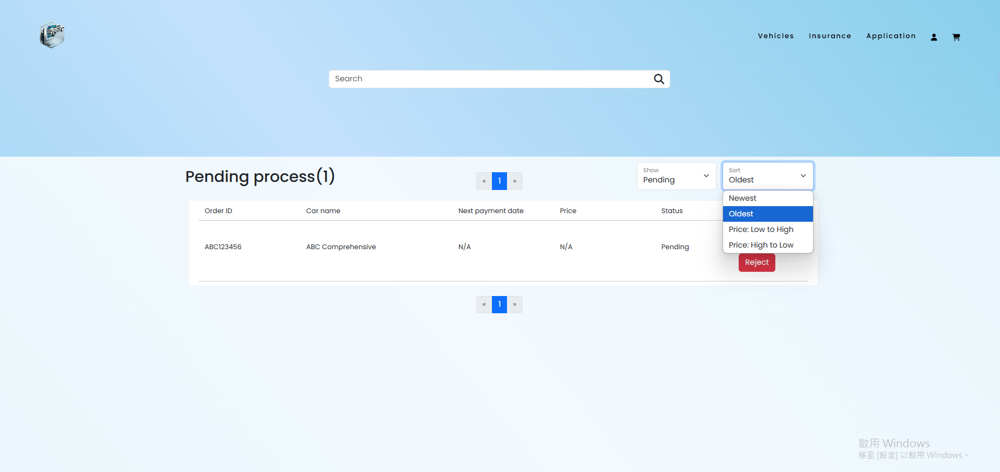 Vehicles Insurance Application
Search
Pending process(1)
« 1 »
Show
Pending
Sort
Oldest
Newest
Oldest
Price: Low to High
Price: High to Low
Order ID Car name Next payment date Price Status
ABC123456 ABC Comprehensive N/A N/A Pending
Reject
« 1 »
啟用 Windows
移至 [設定] 以啟用 Windows。